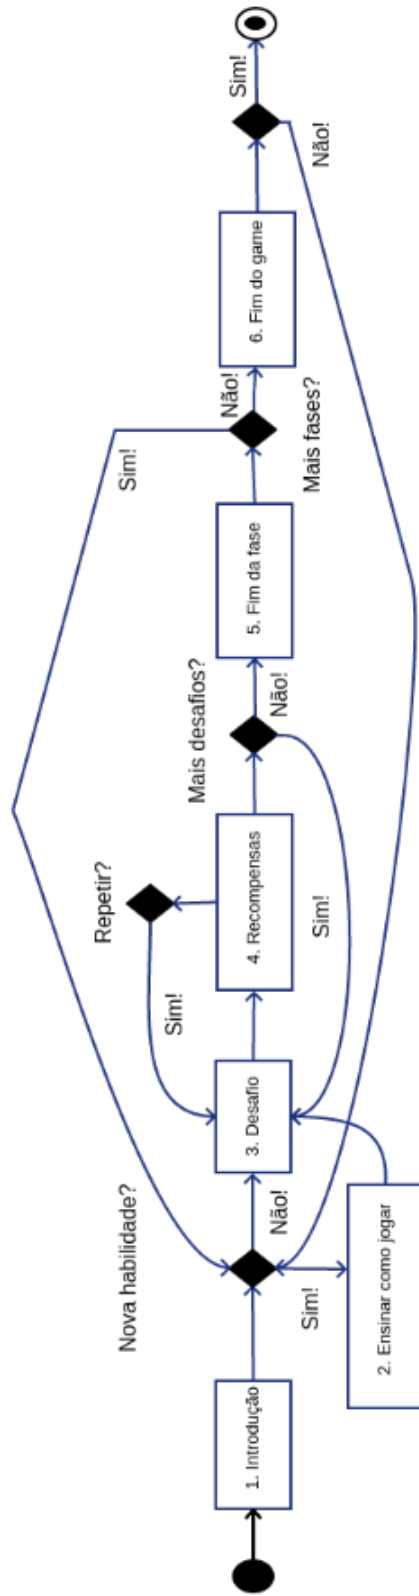 1. Introdução
Nova habilidade?
Sim!
Não!
2. Ensinar como jogar
3. Desafio
Sim!
Repetir?
4. Recompensas
Sim!
Mais desafios?
Não!
5. Fim da fase
Sim!
Mais fases?
Não!
6. Fim do game
Sim!
Não!